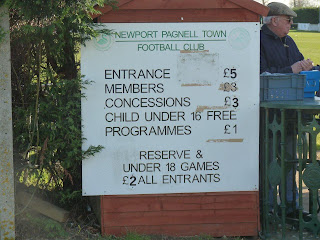 NEWPORT PAGNELL TOWN
FOOTBALL CLUB
ENTRANCE £5
MEMBERS £3
CONCESSIONS £3
CHILD UNDER 16 FREE
PROGRAMMES £1
RESERVE &
UNDER 18 GAMES
£2 ALL ENTRANTS